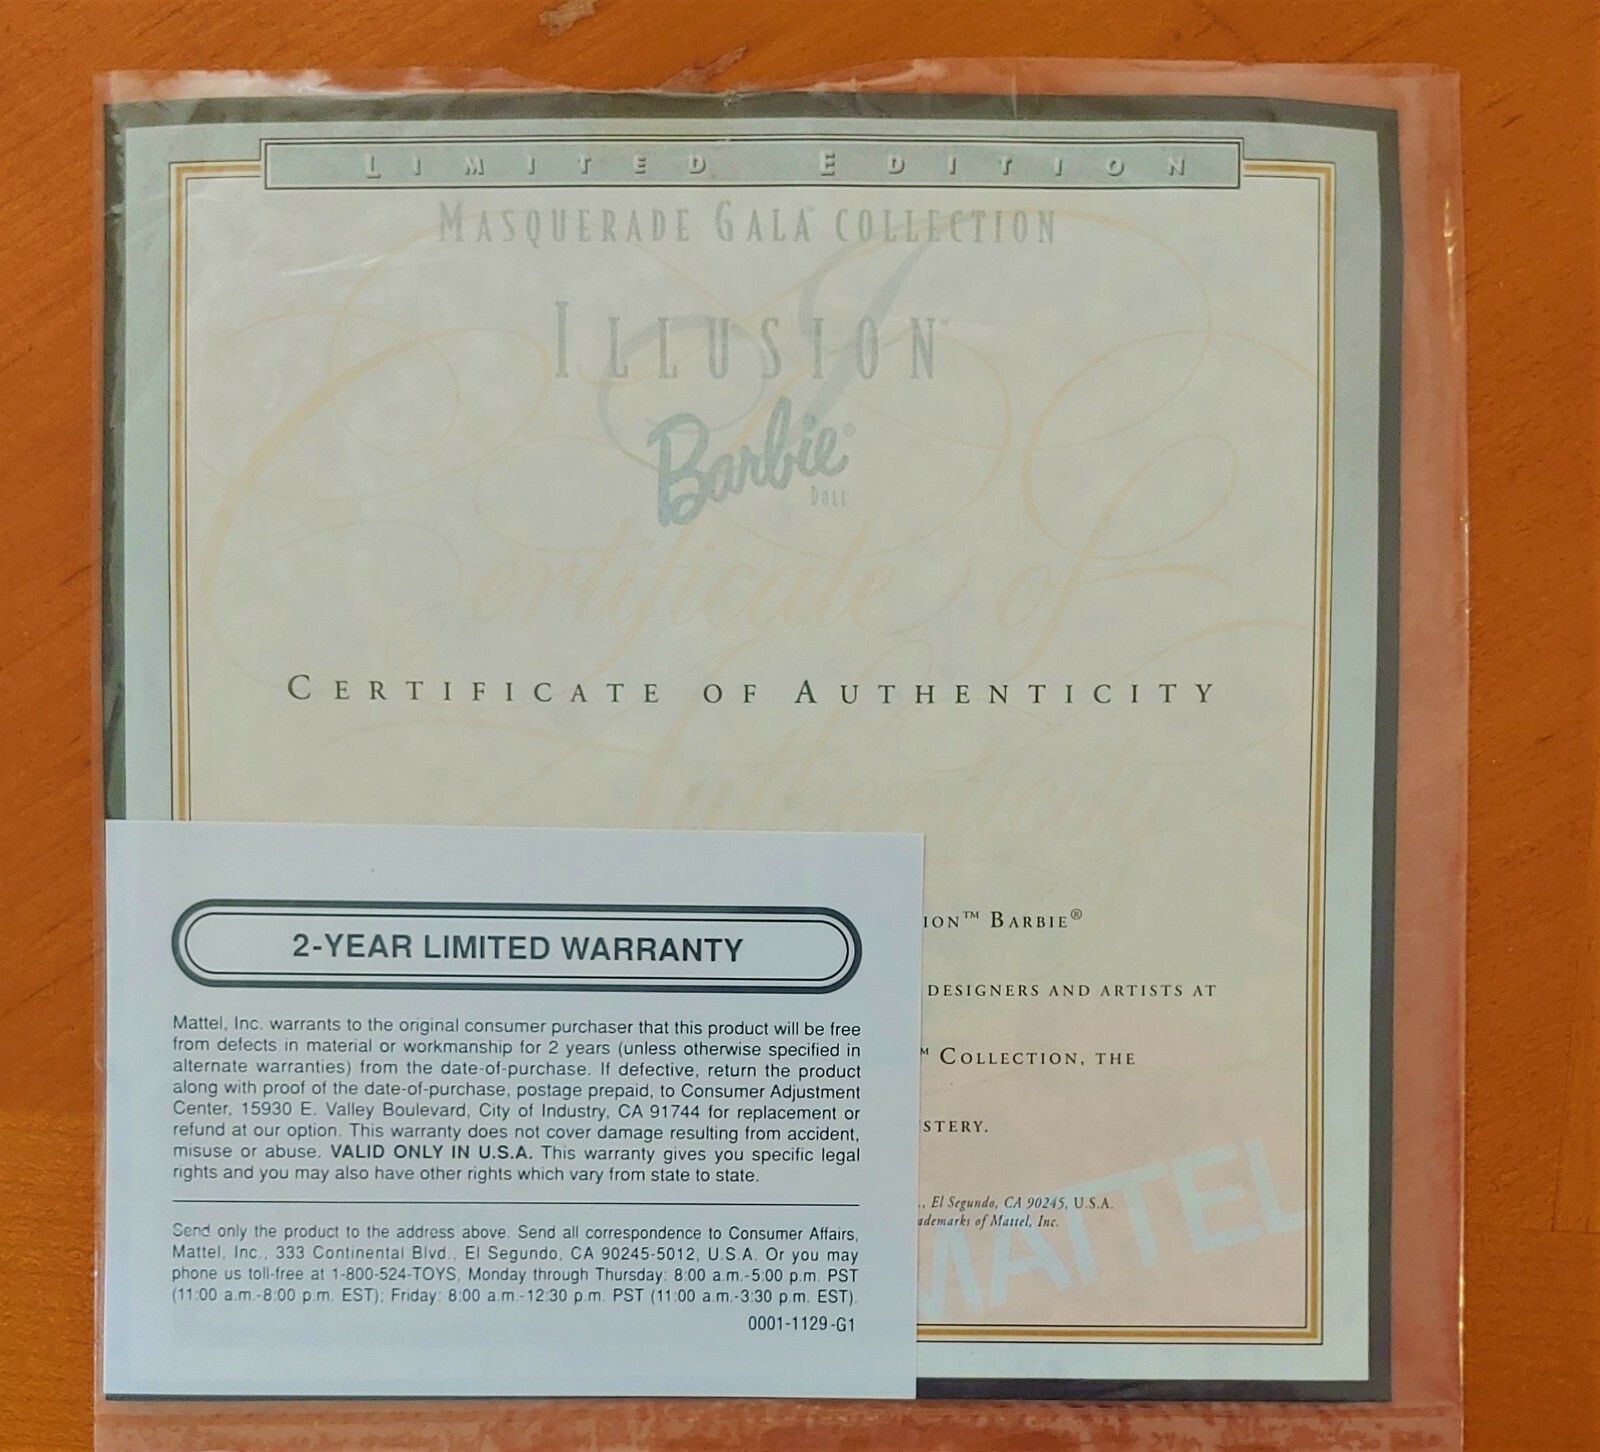 LIMITED EDITION
MASQUERADE GALA™ COLLECTION
ILLUSION™
Barbie®
DOLL
Certificate of
CERTIFICATE OF AUTHENTICITY
Authenticity
ION™ BARBIE®
DESIGNERS AND ARTISTS AT
™ COLLECTION, THE
STERY.
., El Segundo, CA 90245, U.S.A.
ademarks of Mattel, Inc.
MATTEL
2-YEAR LIMITED WARRANTY
Mattel, Inc. warrants to the original consumer purchaser that this product will be free
from defects in material or workmanship for 2 years (unless otherwise specified in
alternate warranties) from the date-of-purchase. If defective, return the product
along with proof of the date-of-purchase, postage prepaid, to Consumer Adjustment
Center, 15930 E. Valley Boulevard, City of Industry, CA 91744 for replacement or
refund at our option. This warranty does not cover damage resulting from accident,
misuse or abuse. VALID ONLY IN U.S.A. This warranty gives you specific legal
rights and you may also have other rights which vary from state to state.
Send only the product to the address above. Send all correspondence to Consumer Affairs,
Mattel, Inc., 333 Continental Blvd., El Segundo, CA 90245-5012, U.S.A. Or you may
phone us toll-free at 1-800-524-TOYS, Monday through Thursday: 8:00 a.m.-5:00 p.m. PST
(11:00 a.m.-8:00 p.m. EST); Friday: 8:00 a.m.-12:30 p.m. PST (11:00 a.m.-3:30 p.m. EST).
0001-1129-G1